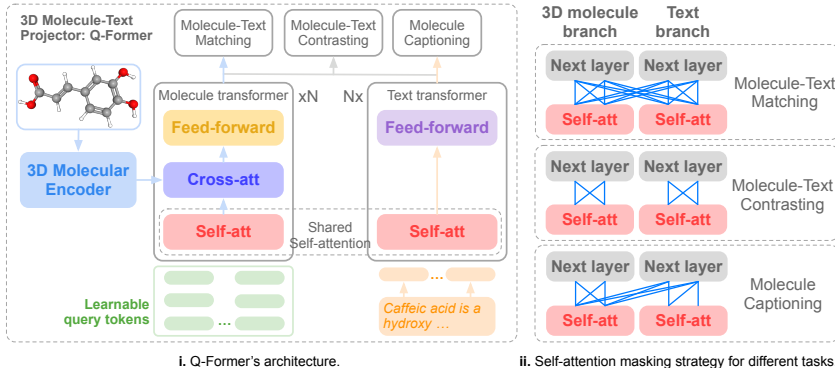 3D Molecule-Text
Projector: Q-Former
Molecule-Text
Matching
Molecule-Text
Contrasting
Molecule
Captioning
Molecule transformer
xN
Nx
Text transformer
Feed-forward
Feed-forward
3D Molecular
Encoder
Cross-att
Self-att
Shared
Self-attention
Self-att
Learnable
query tokens
...
...
Caffeic acid is a
hydroxy ...
i. Q-Former's architecture.
3D molecule
branch
Text
branch
Next layer
Next layer
Self-att
Self-att
Molecule-Text
Matching
Next layer
Next layer
Self-att
Self-att
Molecule-Text
Contrasting
Next layer
Next layer
Self-att
Self-att
Molecule
Captioning
ii. Self-attention masking strategy for different tasks